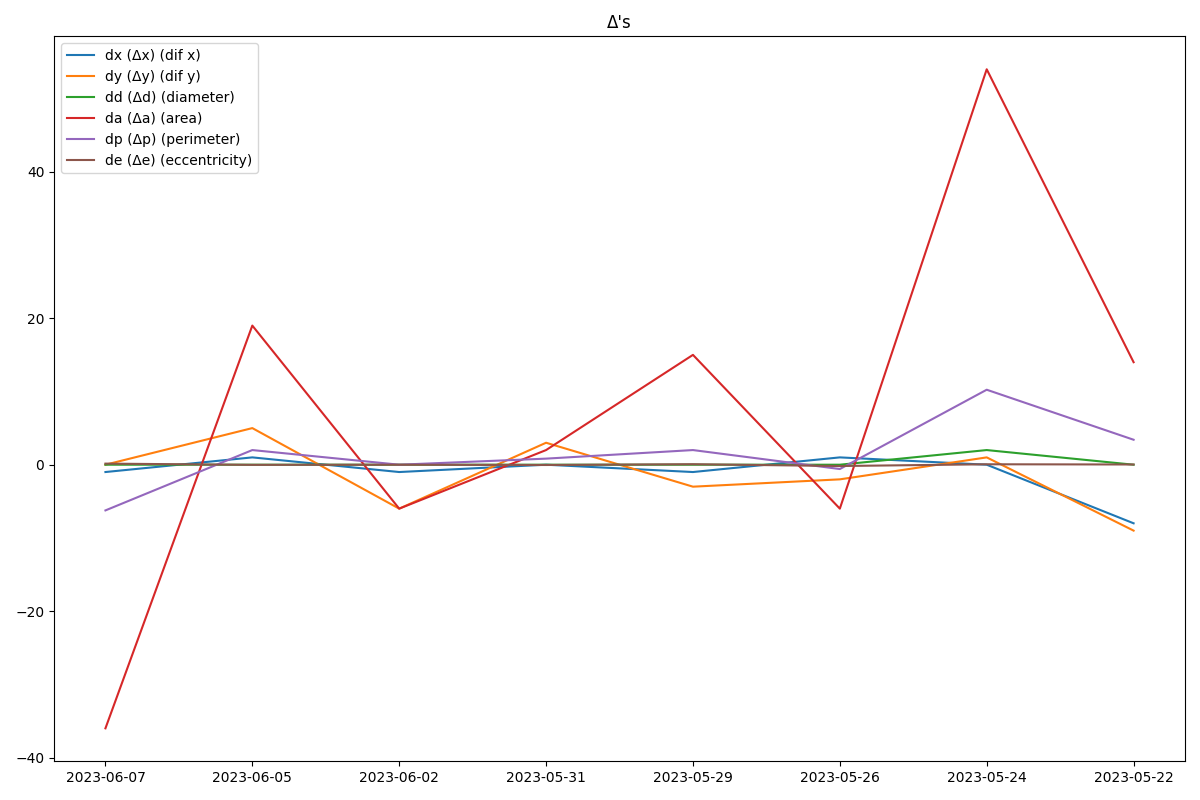 Δ's
dx (Δx) (dif x)
dy (Δy) (dif y)
dd (Δd) (diameter)
da (Δa) (area)
dp (Δp) (perimeter)
de (Δe) (eccentricity)
40
20
0
−20
−40
2023-06-07 2023-06-05 2023-06-02 2023-05-31 2023-05-29 2023-05-26 2023-05-24 2023-05-22